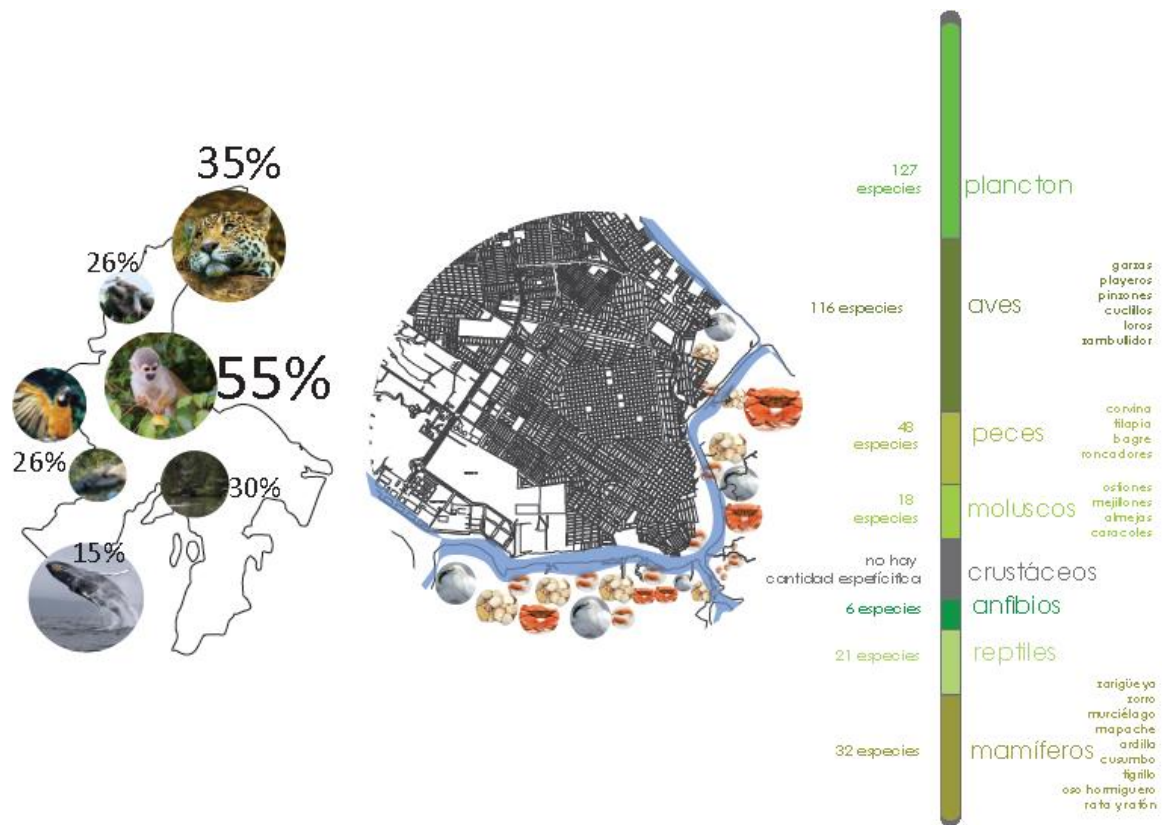 35%
26%
55%
26%
30%
15%
127
especies
plancton
116 especies
aves
garzas
playeros
pinzones
cuclillos
loros
zambullidor
48
especies
peces
corvina
tilapia
bagre
roncadores
18
especies
moluscos
ostiones
mejillones
almejas
caracoles
no hay
cantidad espefícifica
crustáceos
6 especies
anfibios
21 especies
reptiles
32 especies
mamíferos
zarigüeya
zorro
murciélago
mapache
ardilla
cusumbo
tigrillo
oso hormiguero
rata y ratón